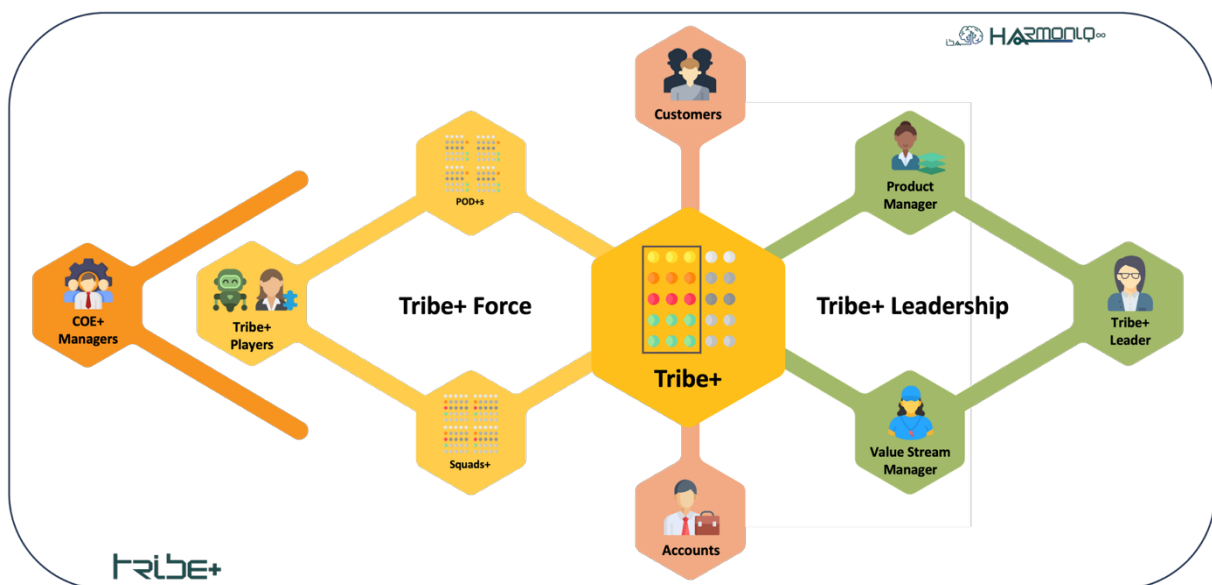 HARMONIQ∞
Customers
POD+s
Product
Manager
COE+
Managers
Tribe+
Players
Tribe+ Force
Tribe+
Tribe+ Leadership
Tribe+
Leader
Squads+
Value Stream
Manager
Accounts
TRIBE+